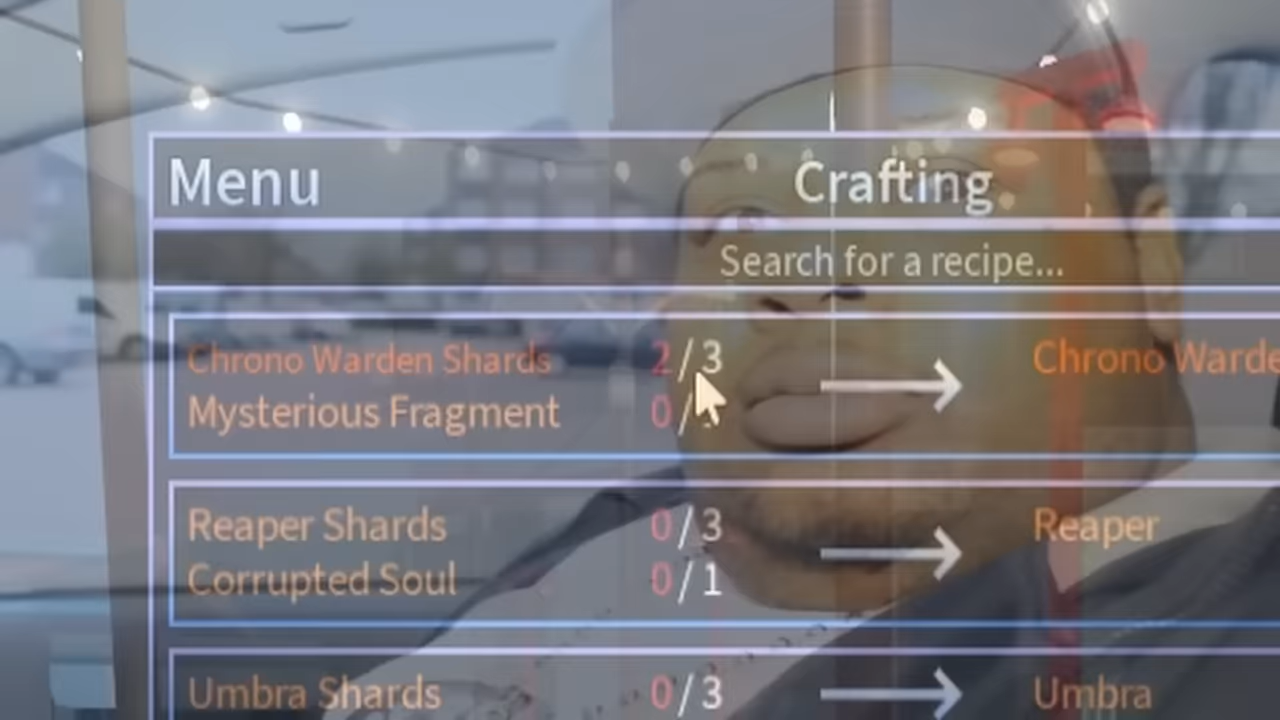 Menu
Crafting
Search for a recipe...
Chrono Warden Shards 2/3 → Chrono Warde
Mysterious Fragment 0/
Reaper Shards 0/3 → Reaper
Corrupted Soul 0/1
Umbra Shards 0/3 → Umbra